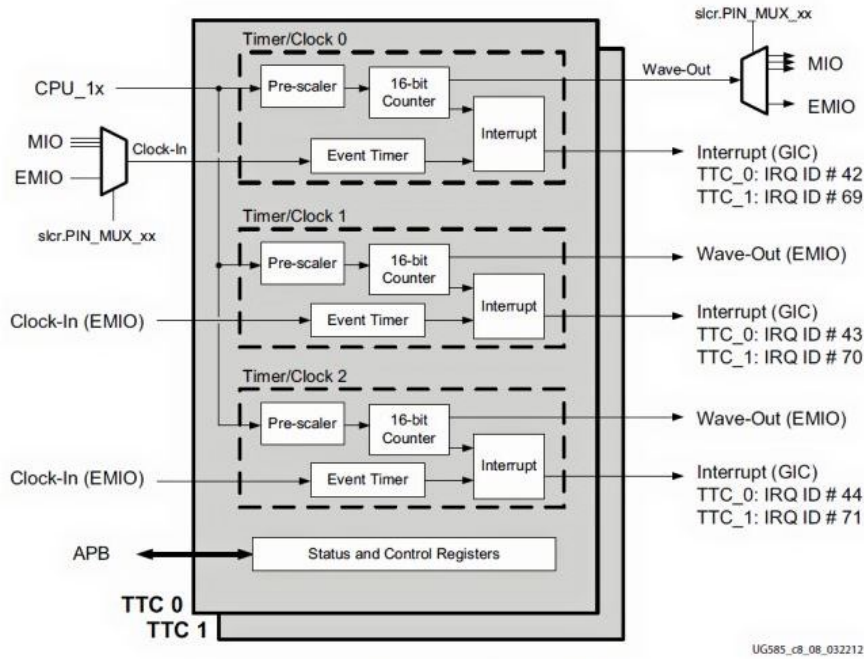 slcr.PIN_MUX_xx
Timer/Clock 0
CPU_1x
Pre-scaler
16-bit
Counter
Wave-Out
MIO
EMIO
Interrupt
MIO
EMIO
Clock-In
Event Timer
slcr.PIN_MUX_xx
Interrupt (GIC)
TTC_0: IRQ ID # 42
TTC_1: IRQ ID # 69
Timer/Clock 1
Pre-scaler
16-bit
Counter
Wave-Out (EMIO)
Interrupt
Clock-In (EMIO)
Event Timer
Interrupt (GIC)
TTC_0: IRQ ID # 43
TTC_1: IRQ ID # 70
Timer/Clock 2
Pre-scaler
16-bit
Counter
Wave-Out (EMIO)
Interrupt
Clock-In (EMIO)
Event Timer
Interrupt (GIC)
TTC_0: IRQ ID # 44
TTC_1: IRQ ID # 71
APB
Status and Control Registers
TTC 0
TTC 1
UG585_c8_08_032212